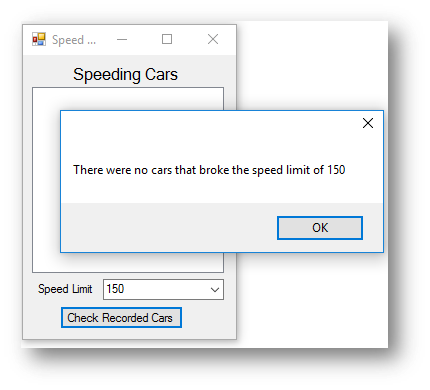 Speed ...
Speeding Cars
There were no cars that broke the speed limit of 150
OK
Speed Limit 150
Check Recorded Cars